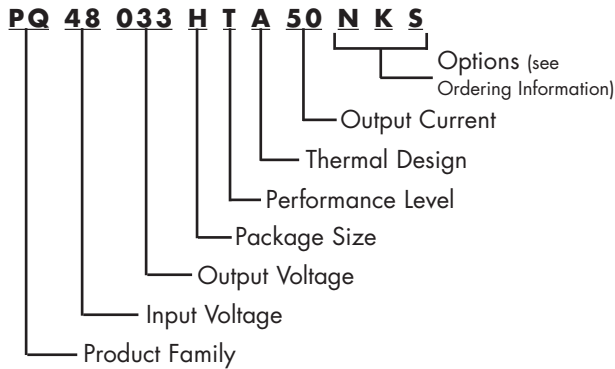 PQ 48 033 H T A 50 N K S
Options (see
Ordering Information)
Output Current
Thermal Design
Performance Level
Package Size
Output Voltage
Input Voltage
Product Family